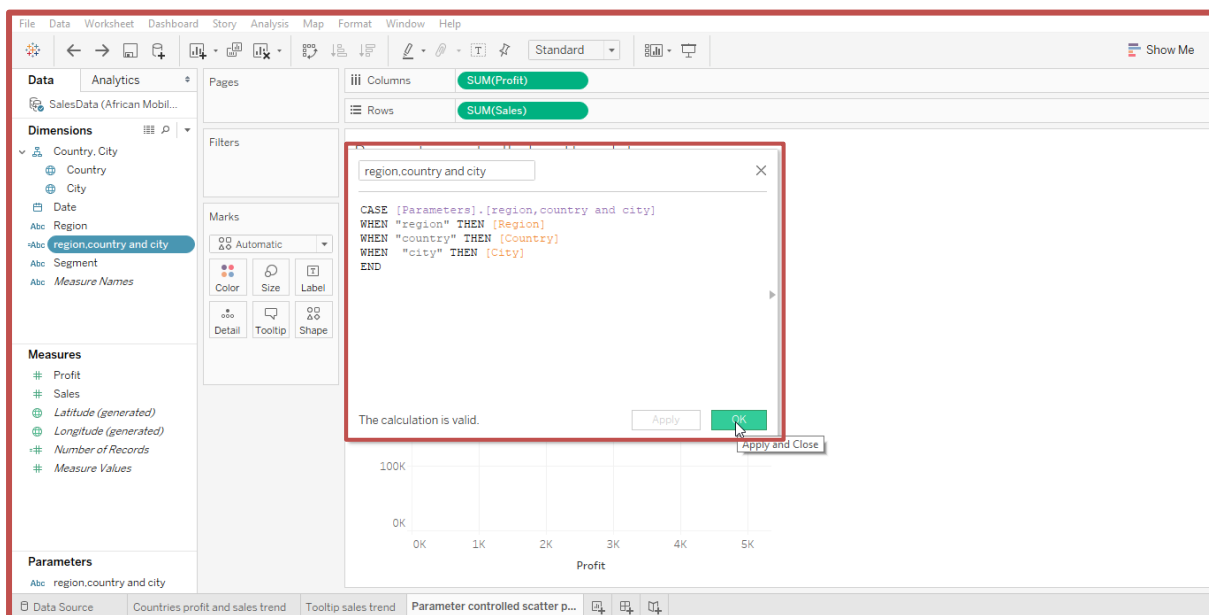 File Data Worksheet Dashboard Story Analysis Map Format Window Help
Standard
Show Me
Data Analytics
SalesData (African Mobil...
Dimensions
Country, City
Country
City
Date
Abc Region
=Abc region,country and city
Abc Segment
Abc Measure Names
Measures
# Profit
# Sales
Latitude (generated)
Longitude (generated)
=# Number of Records
# Measure Values
Parameters
Abc region,country and city
Pages
Filters
Marks
Automatic
Color Size Label
Detail Tooltip Shape
Columns SUM(Profit)
Rows SUM(Sales)
region,country and city
CASE [Parameters].[region,country and city]
WHEN "region" THEN [Region]
WHEN "country" THEN [Country]
WHEN  "city" THEN [City]
END
The calculation is valid.
Apply
OK
Apply and Close
100K
0K
0K 1K 2K 3K 4K 5K
Profit
Data Source Countries profit and sales trend Tooltip sales trend Parameter controlled scatter p...